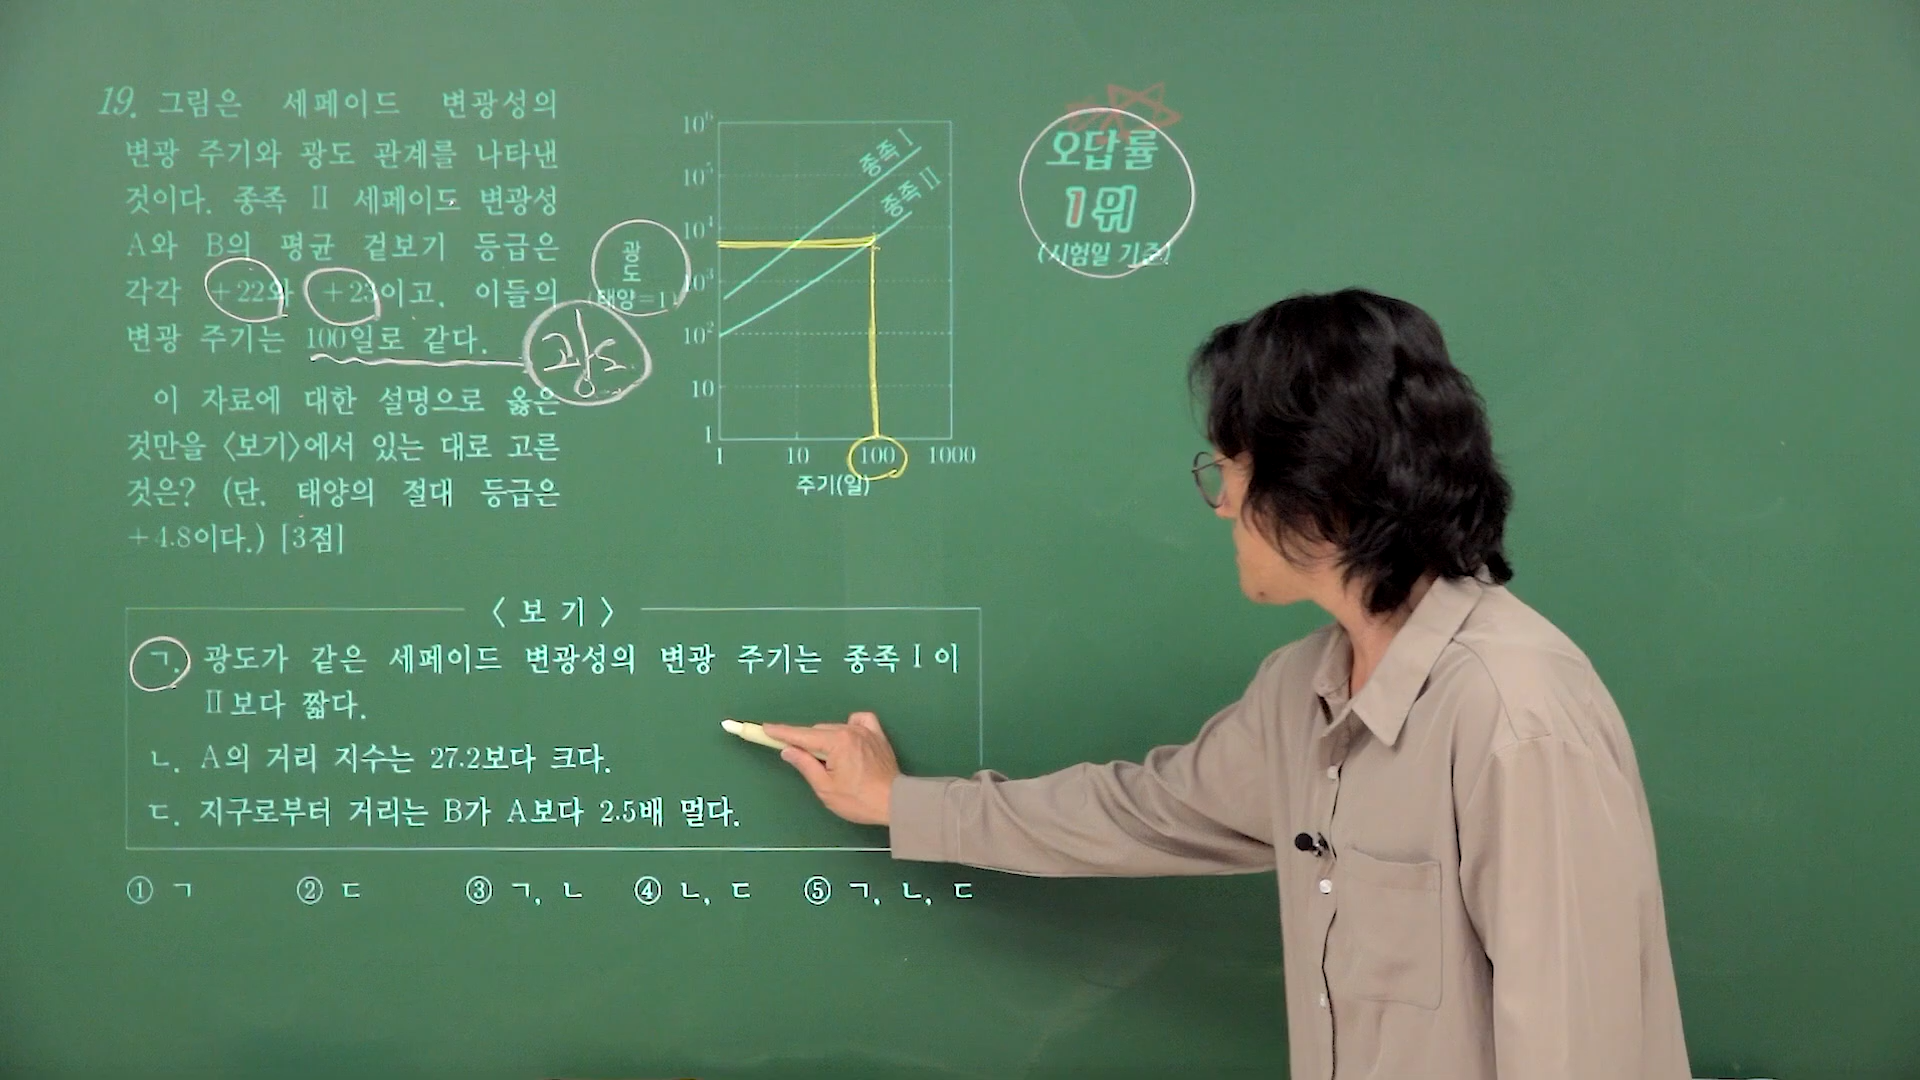 19. 그림은 세페이드 변광성의
변광 주기와 광도 관계를 나타낸
것이다. 종족 Ⅱ 세페이드 변광성
A와 B의 평균 겉보기 등급은
각각 +22와 +23이고, 이들의
변광 주기는 100일로 같다.
이 자료에 대한 설명으로 옳은
것만을 <보기>에서 있는 대로 고른
것은? (단, 태양의 절대 등급은
+4.8이다.) [3점]
광도
광
도
(태양=1)
10⁶
10⁵
10⁴
10³
10²
10
1
종족 Ⅰ
종족 Ⅱ
1 10 100 1000
주기(일)
오답률
1위
(시험일 기준)
<보기>
ㄱ. 광도가 같은 세페이드 변광성의 변광 주기는 종족 Ⅰ이
Ⅱ보다 짧다.
ㄴ. A의 거리 지수는 27.2보다 크다.
ㄷ. 지구로부터 거리는 B가 A보다 2.5배 멀다.
① ㄱ ② ㄷ ③ ㄱ, ㄴ ④ ㄴ, ㄷ ⑤ ㄱ, ㄴ, ㄷ